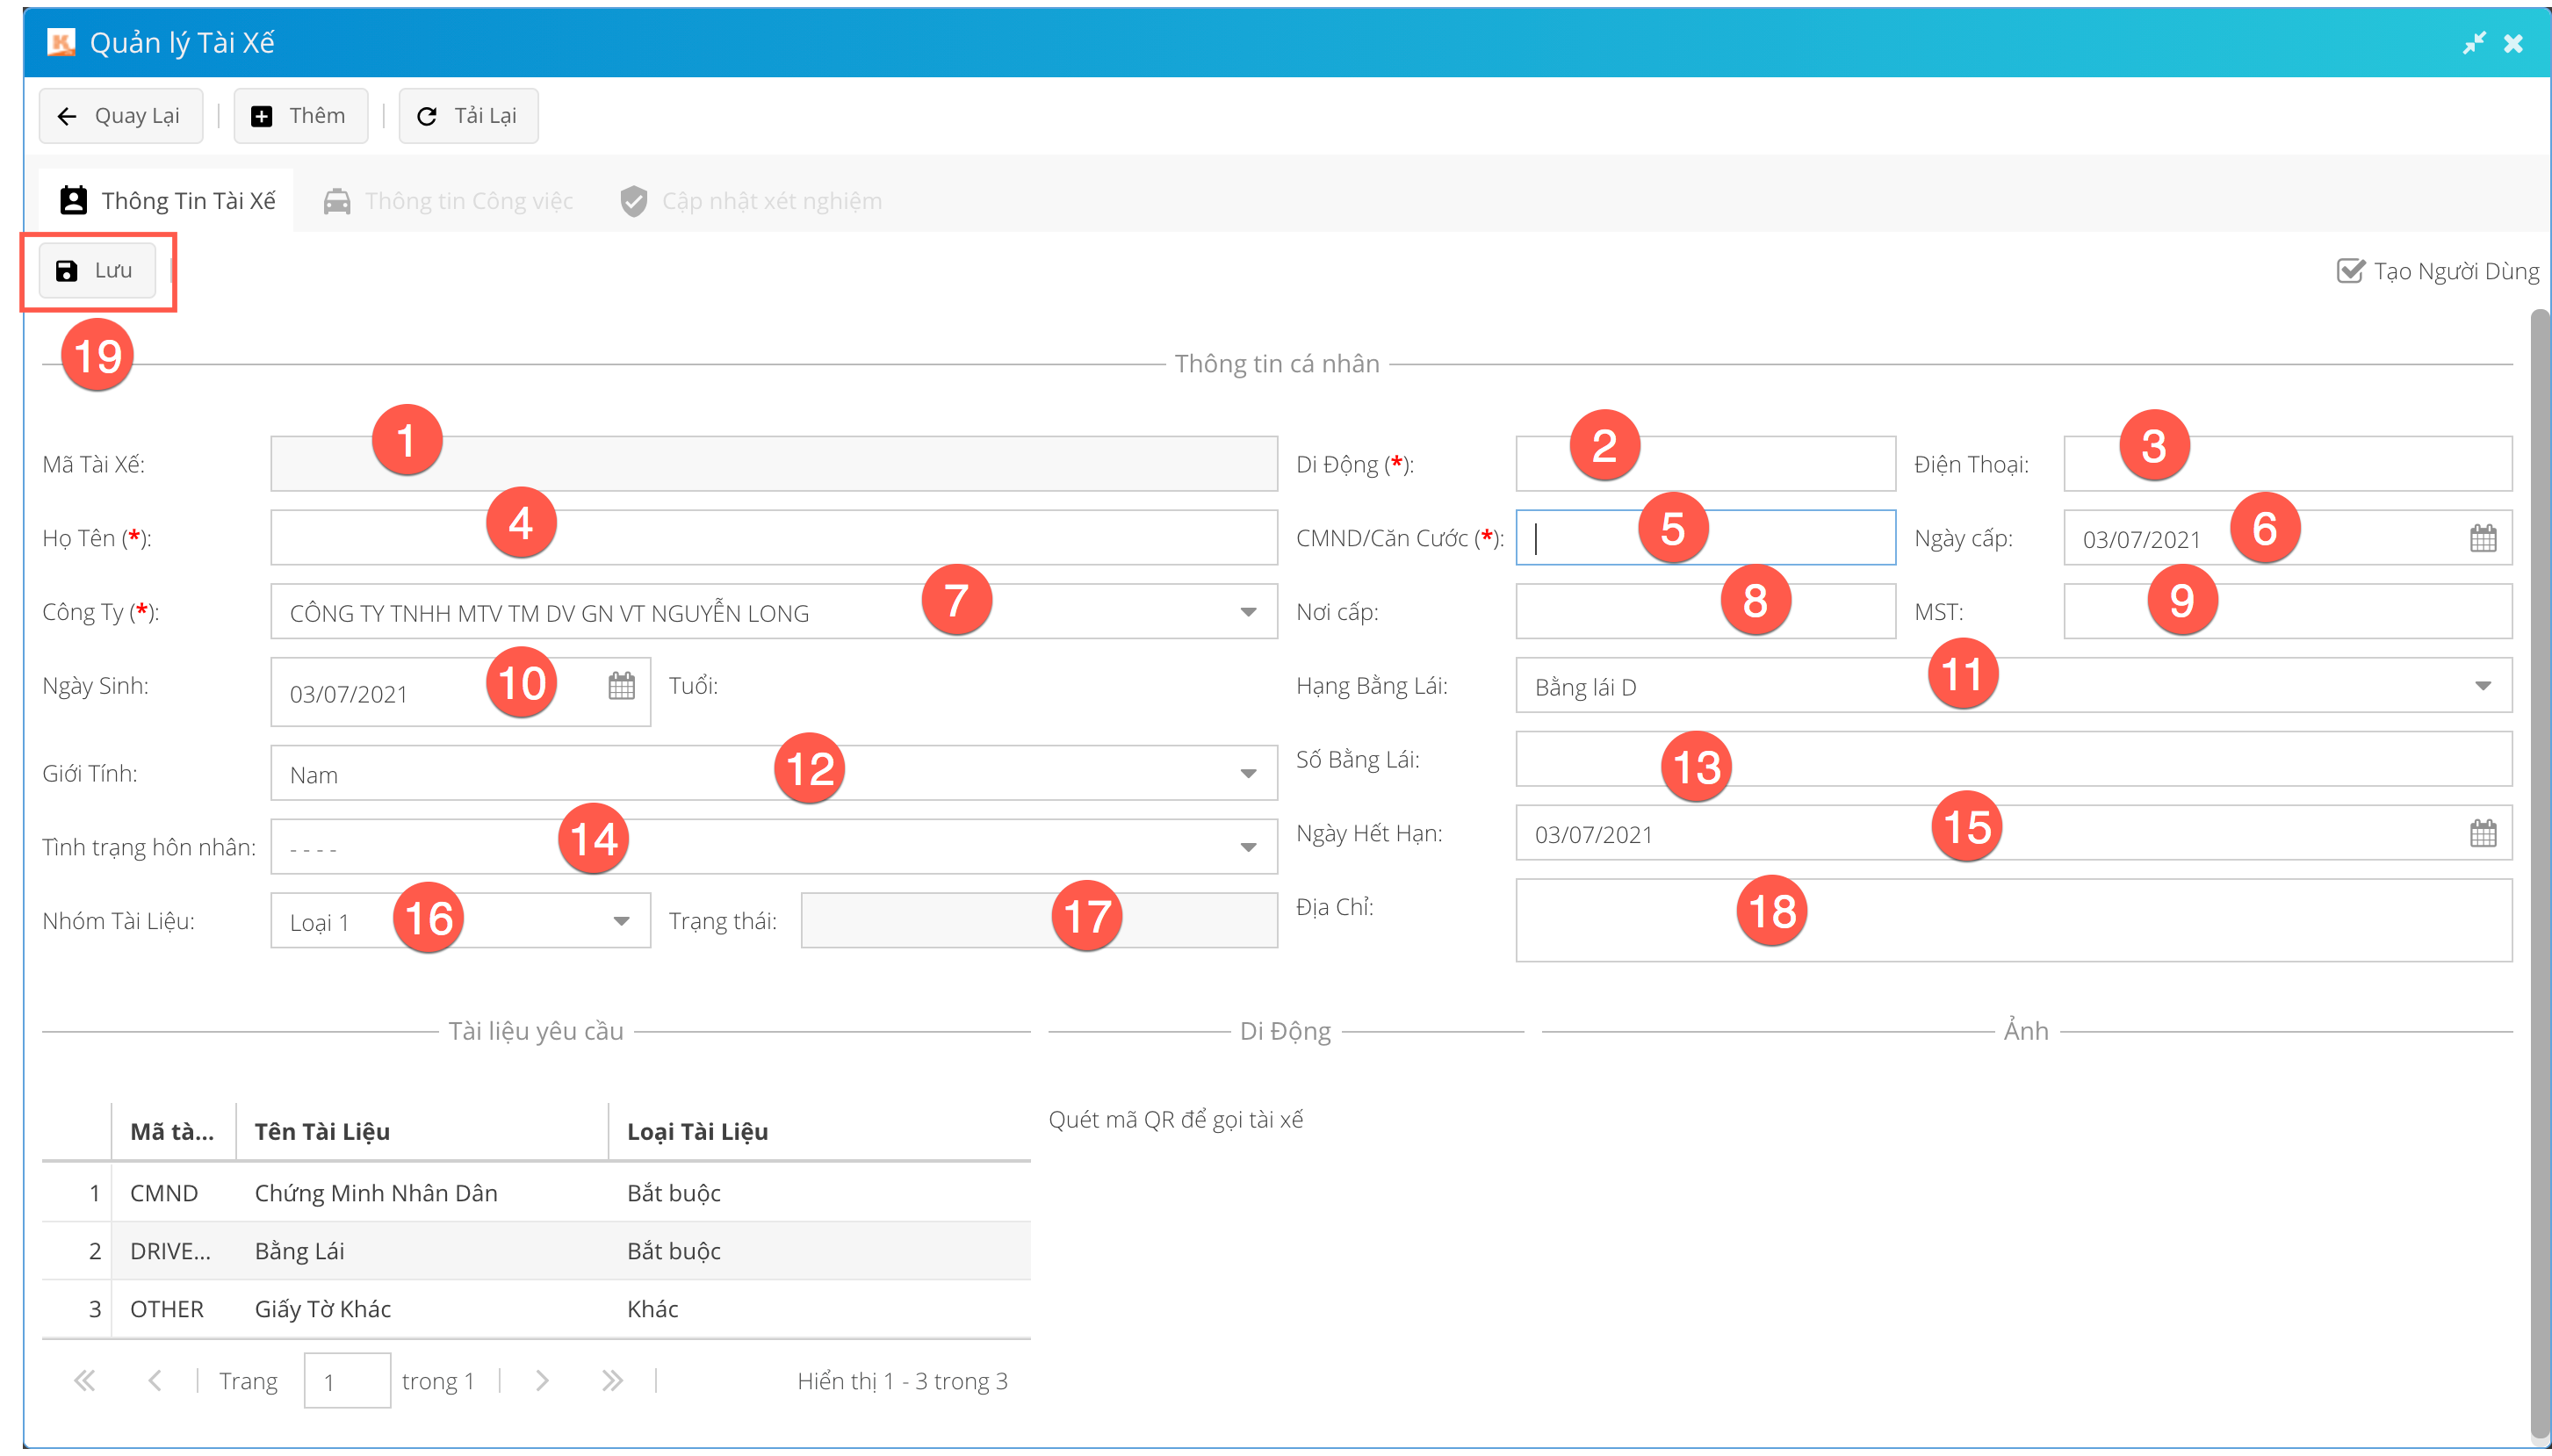 Quản lý Tài Xế
Quay Lại Thêm Tải Lại
Thông Tin Tài Xế Thông tin Công việc Cập nhật xét nghiệm
Lưu Tạo Người Dùng
19
Thông tin cá nhân
Mã Tài Xế: 1 Di Động (*): 2 Điện Thoại: 3
Họ Tên (*): 4 CMND/Căn Cước (*): 5 Ngày cấp: 03/07/2021 6
Công Ty (*): CÔNG TY TNHH MTV TM DV GN VT NGUYỄN LONG 7 Nơi cấp: 8 MST: 9
Ngày Sinh: 03/07/2021 10 Tuổi: Hạng Bằng Lái: Bằng lái D 11
Giới Tính: Nam 12 Số Bằng Lái: 13
Tình trạng hôn nhân: - - - - 14 Ngày Hết Hạn: 03/07/2021 15
Nhóm Tài Liệu: Loại 1 16 Trạng thái: 17 Địa Chỉ: 18
Tài liệu yêu cầu Di Động Ảnh
Mã tà... Tên Tài Liệu Loại Tài Liệu
Quét mã QR để gọi tài xế
1 CMND Chứng Minh Nhân Dân Bắt buộc
2 DRIVE... Bằng Lái Bắt buộc
3 OTHER Giấy Tờ Khác Khác
Trang 1 trong 1 Hiển thị 1 - 3 trong 3